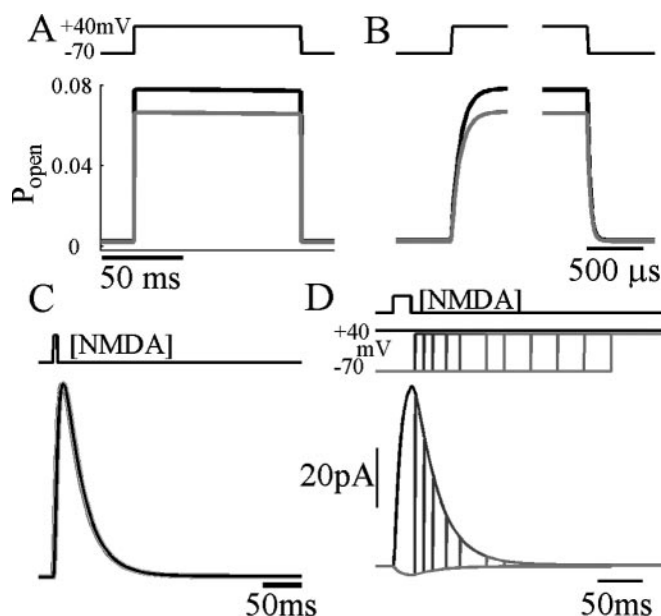 A
+40mV
-70
0.08
0.04
0
P open
50 ms
B
500 µs
C
[NMDA]
50ms
D
[NMDA]
+40
mV
-70
20pA
50ms